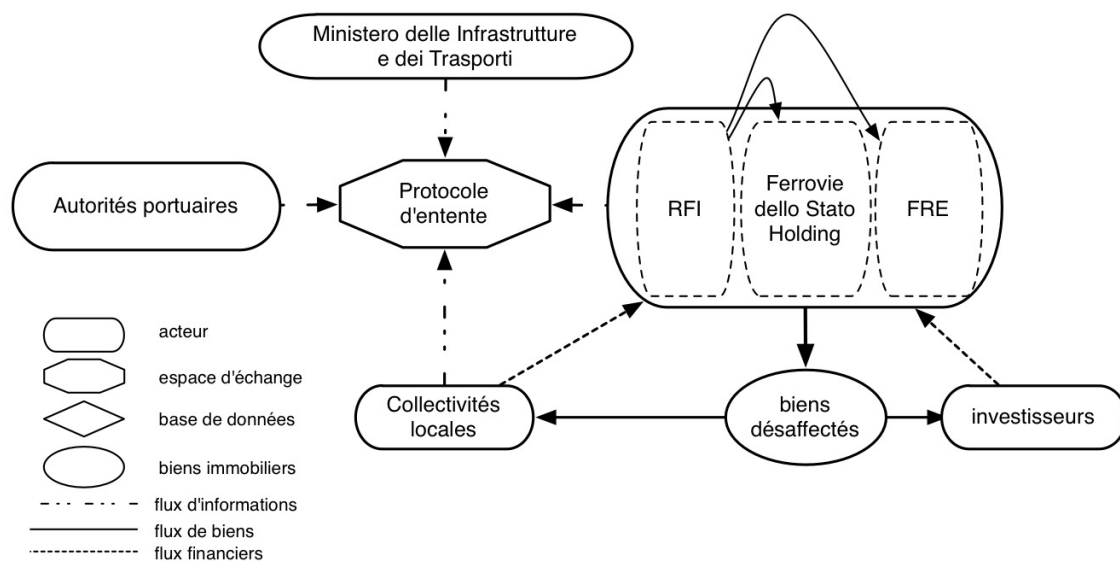 Ministero delle Infrastrutture
e dei Trasporti
Autorités portuaires
Protocole
d'entente
RFI
Ferrovie
dello Stato
Holding
FRE
Collectivités
locales
biens
désaffectés
investisseurs
acteur
espace d'échange
base de données
biens immobiliers
flux d'informations
flux de biens
flux financiers